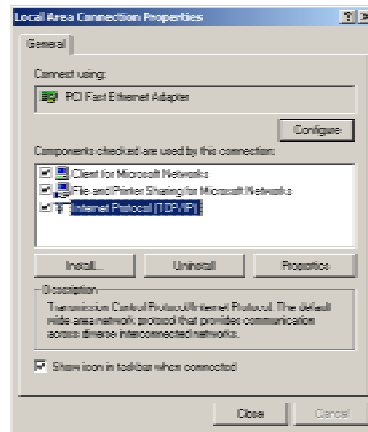 Local Area Connection Properties
General
Connect using:
PCI Fast Ethernet Adapter
Configure
Components checked are used by this connection:
Client for Microsoft Networks
File and Printer Sharing for Microsoft Networks
Internet Protocol (TCP/IP)
Install... Uninstall Properties
Description
Transmission Control Protocol/Internet Protocol. The default
wide area network protocol that provides communication
across diverse interconnected networks.
Show icon in taskbar when connected
Close Cancel